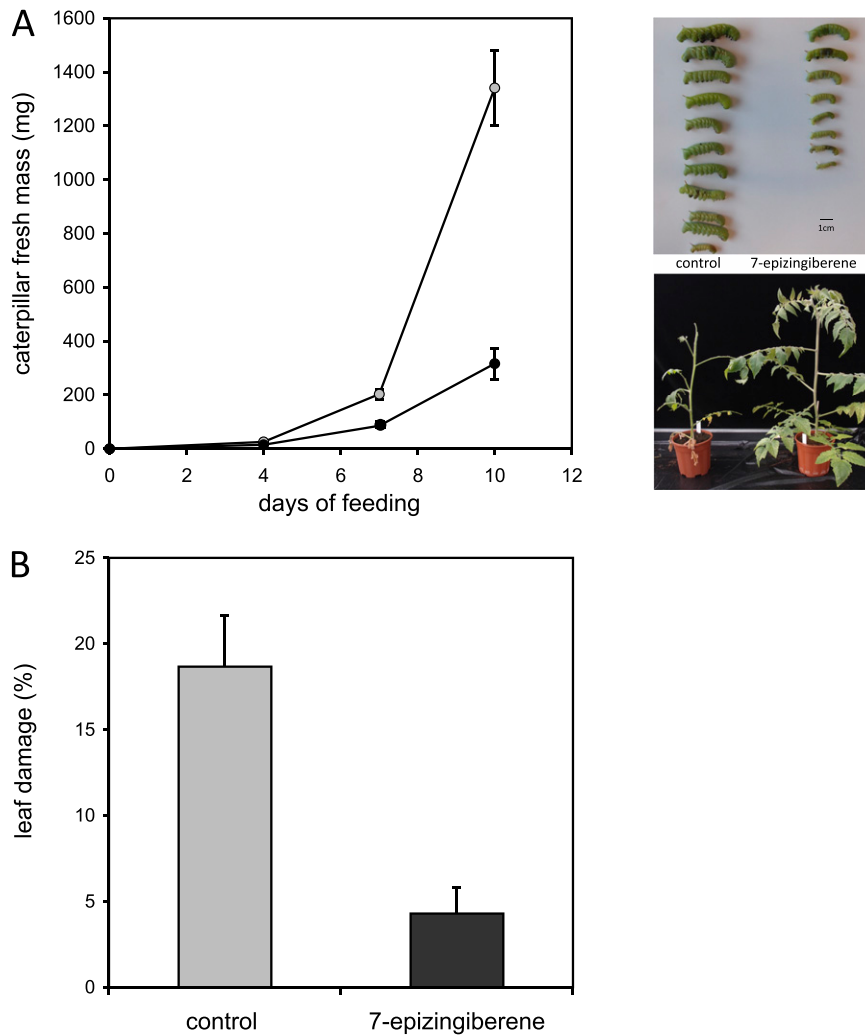 A
1600
1400
1200
1000
800
600
400
200
0
caterpillar fresh mass (mg)
0 2 4 6 8 10 12
days of feeding
1cm
control 7-epizingiberene
B
25
20
15
10
5
0
leaf damage (%)
control 7-epizingiberene